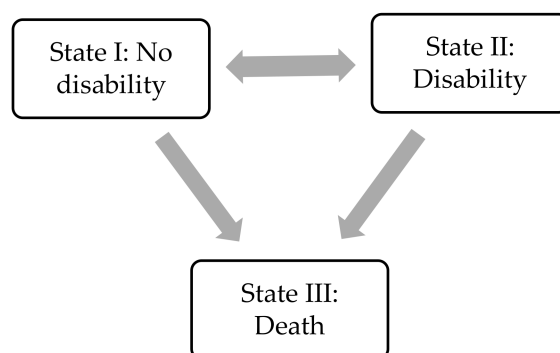 State I: No
disability
State II:
Disability
State III:
Death